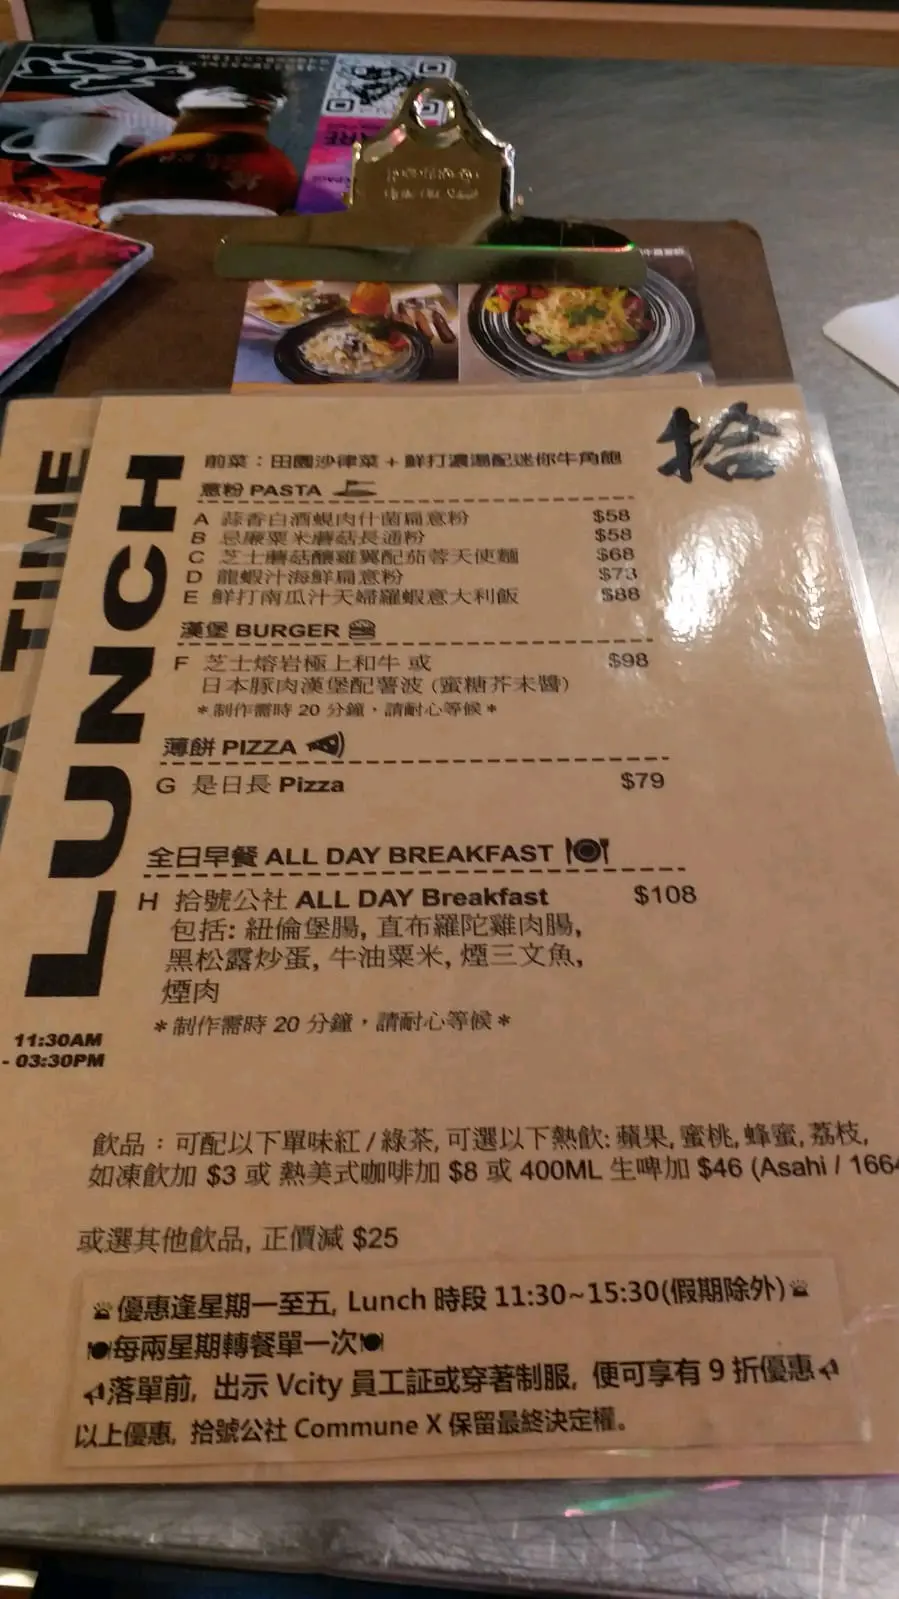 拾
前菜：田園沙律菜 + 鮮打濃湯配迷你牛角飽
意粉 PASTA
A 蒜香白酒蜆肉什菌扁意粉 $58
B 忌廉粟米蘑菇長通粉 $58
C 芝士蘑菇釀雞翼配茄蓉天使麵 $68
D 龍蝦汁海鮮扁意粉 $73
E 鮮打南瓜汁天婦羅蝦意大利飯 $88
漢堡 BURGER
F 芝士熔岩極上和牛 或 $98
日本豚肉漢堡配薯波 (蜜糖芥末醬)
*制作需時 20 分鐘，請耐心等候*
薄餅 PIZZA
G 是日長 Pizza $79
全日早餐 ALL DAY BREAKFAST
H 拾號公社 ALL DAY Breakfast $108
包括: 紐倫堡腸, 直布羅陀雞肉腸,
黑松露炒蛋, 牛油粟米, 煙三文魚,
煙肉
*制作需時 20 分鐘，請耐心等候*
LUNCH
11:30AM
- 03:30PM
飲品：可配以下單味紅 / 綠茶, 可選以下熱飲: 蘋果, 蜜桃, 蜂蜜, 荔枝,
如凍飲加 $3 或 熱美式咖啡加 $8 或 400ML 生啤加 $46 (Asahi / 1664
或選其他飲品, 正價減 $25
優惠逢星期一至五, Lunch 時段 11:30~15:30(假期除外)
每兩星期轉餐單一次
落單前, 出示 Vcity 員工証或穿著制服, 便可享有 9 折優惠
以上優惠, 拾號公社 Commune X 保留最終決定權。
TIME